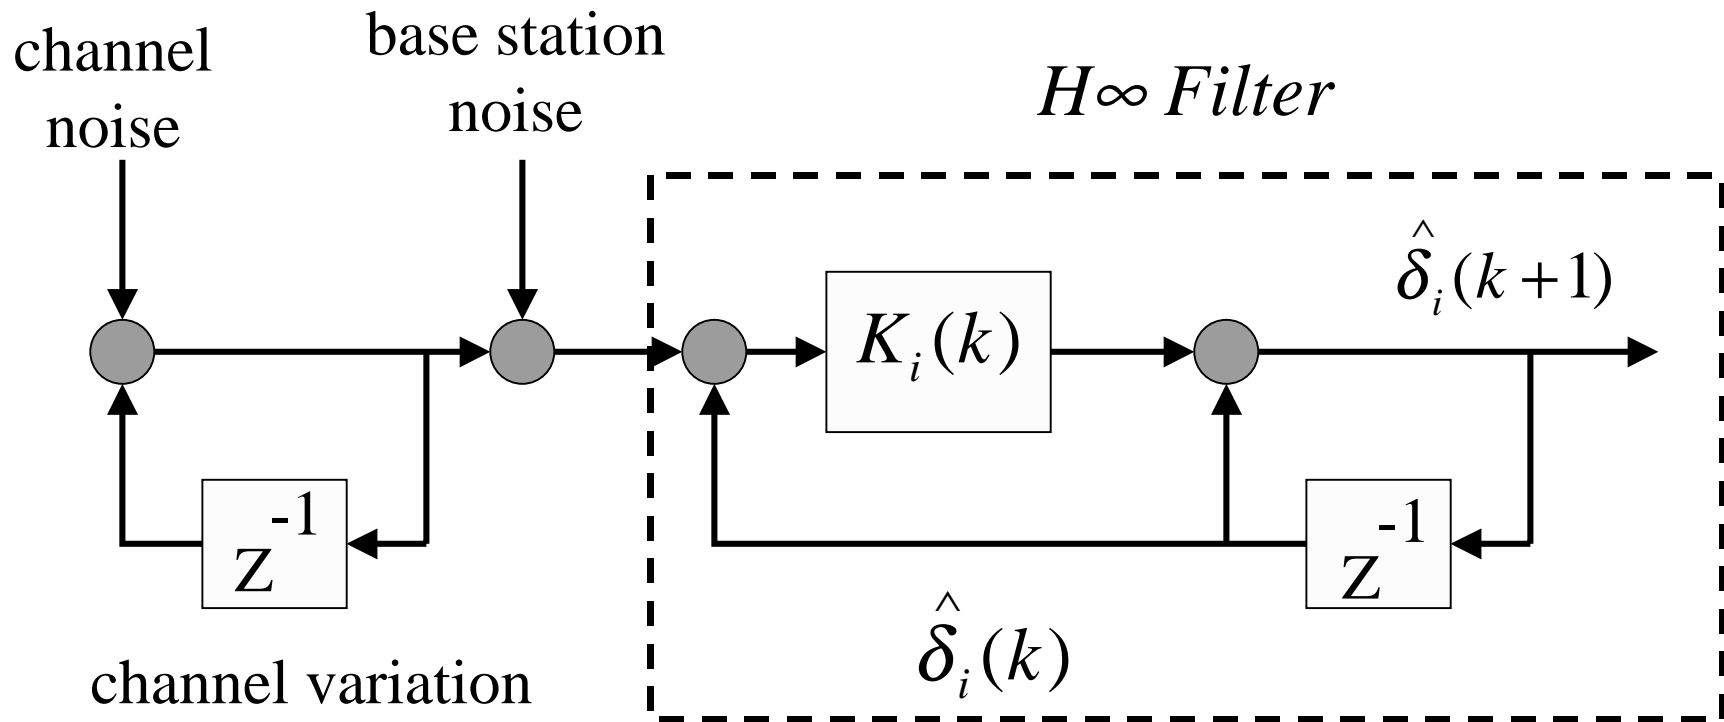 channel
noise
base station
noise
H∞ Filter
K_i(k)
δ̂_i(k+1)
z^-1
z^-1
δ̂_i(k)
channel variation